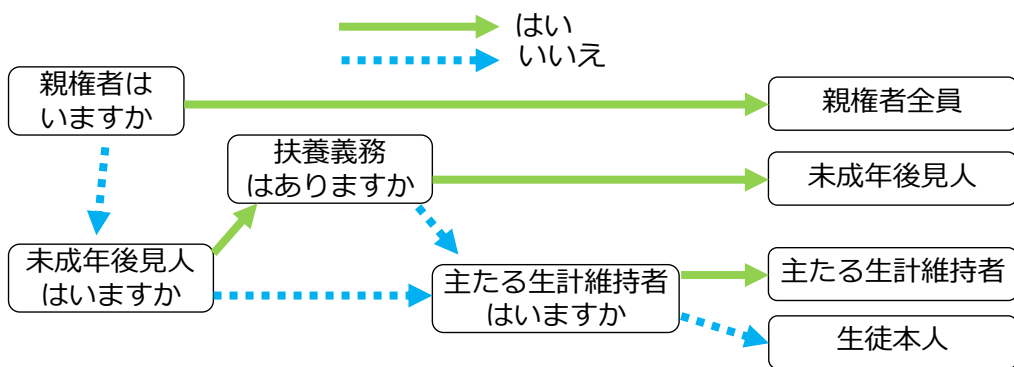 はい
いいえ
親権者は
いますか
親権者全員
扶養義務
はありますか
未成年後見人
未成年後見人
はいますか
主たる生計維持者
はいますか
主たる生計維持者
生徒本人